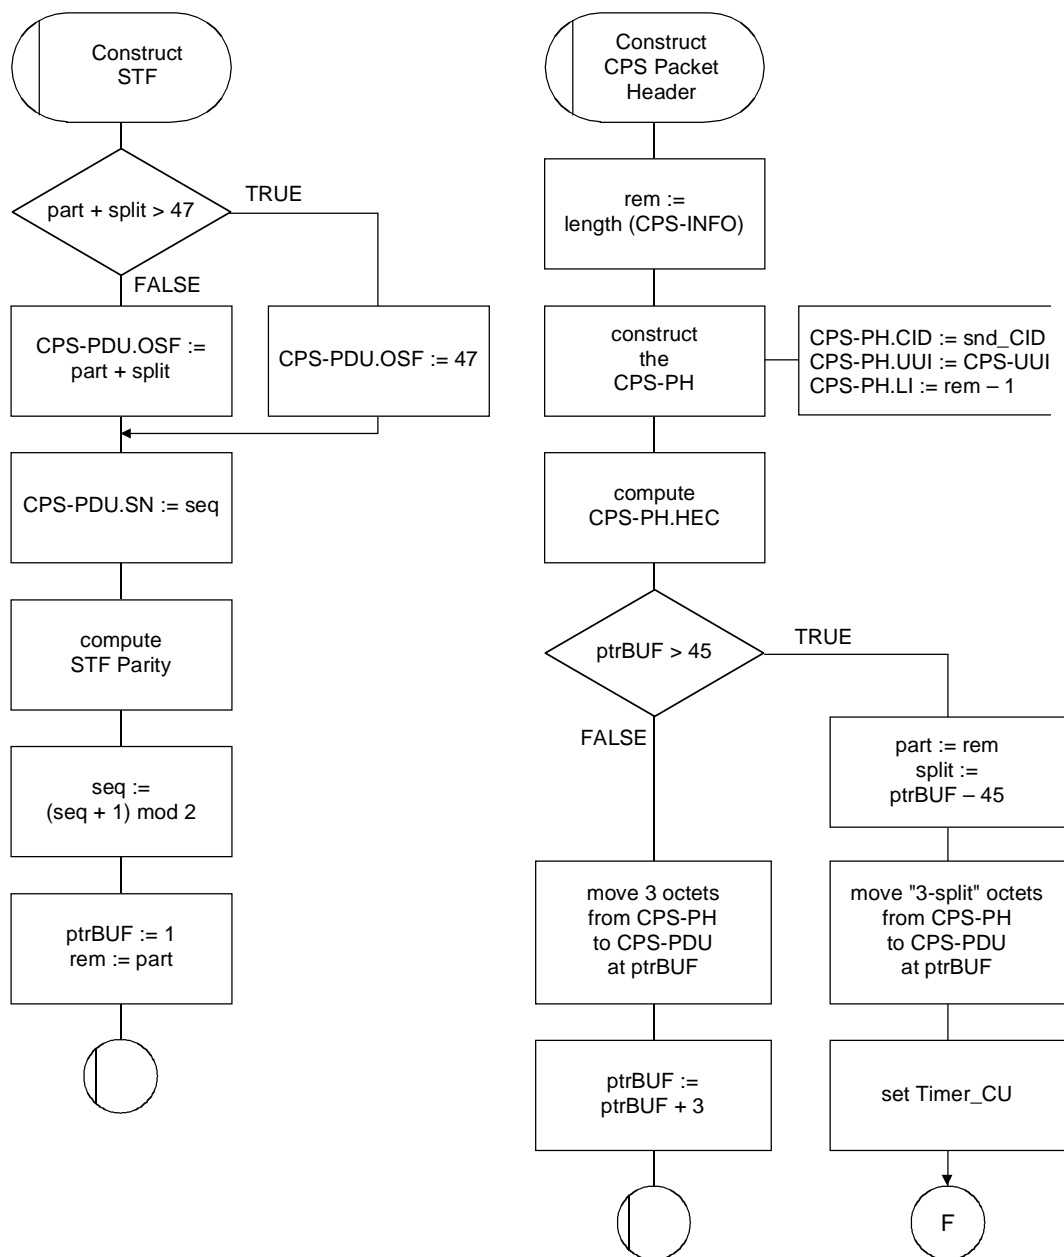 Construct
STF
part + split > 47
TRUE
FALSE
CPS-PDU.OSF :=
part + split
CPS-PDU.OSF := 47
CPS-PDU.SN := seq
compute
STF Parity
seq :=
(seq + 1) mod 2
ptrBUF := 1
rem := part
Construct
CPS Packet
Header
rem :=
length (CPS-INFO)
construct
the
CPS-PH
CPS-PH.CID := snd_CID
CPS-PH.UUI := CPS-UUI
CPS-PH.LI := rem – 1
compute
CPS-PH.HEC
ptrBUF > 45
TRUE
FALSE
part := rem
split :=
ptrBUF – 45
move 3 octets
from CPS-PH
to CPS-PDU
at ptrBUF
move "3-split" octets
from CPS-PH
to CPS-PDU
at ptrBUF
ptrBUF :=
ptrBUF + 3
set Timer_CU
F